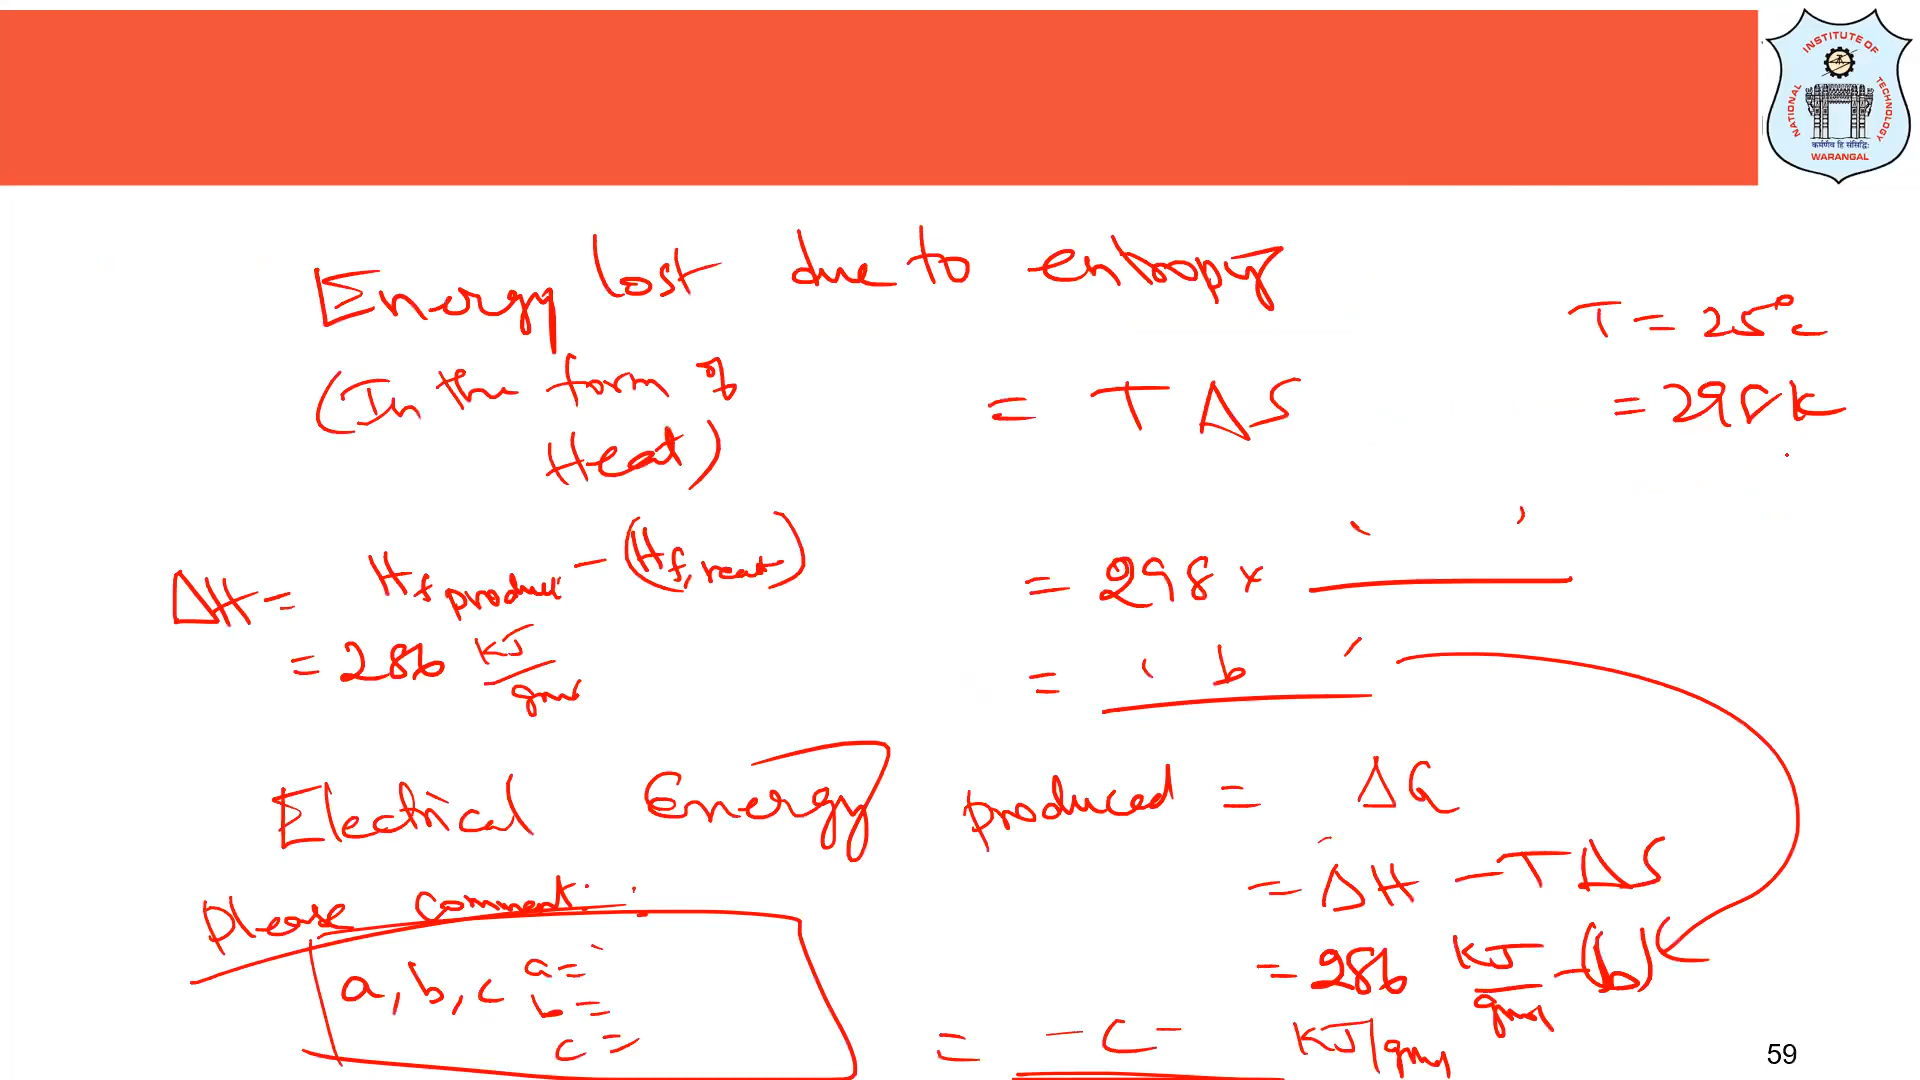 INSTITUTE OF
NATIONAL
TECHNOLOGY
WARANGAL
Energy lost due to entropy
T = 25°C
(In the form of
= T Δ S
= 298 K
Heat)
ΔH = Hf product - (Hf, react)
= 298 ×
= 286 KJ/gmol
= ' b '
Electrical Energy produced = ΔG
= ΔH - TΔS
please comment:
= 286 KJ/gmol - (b)
a, b, c a =
b =
c =
= - c - KJ/gmol
59